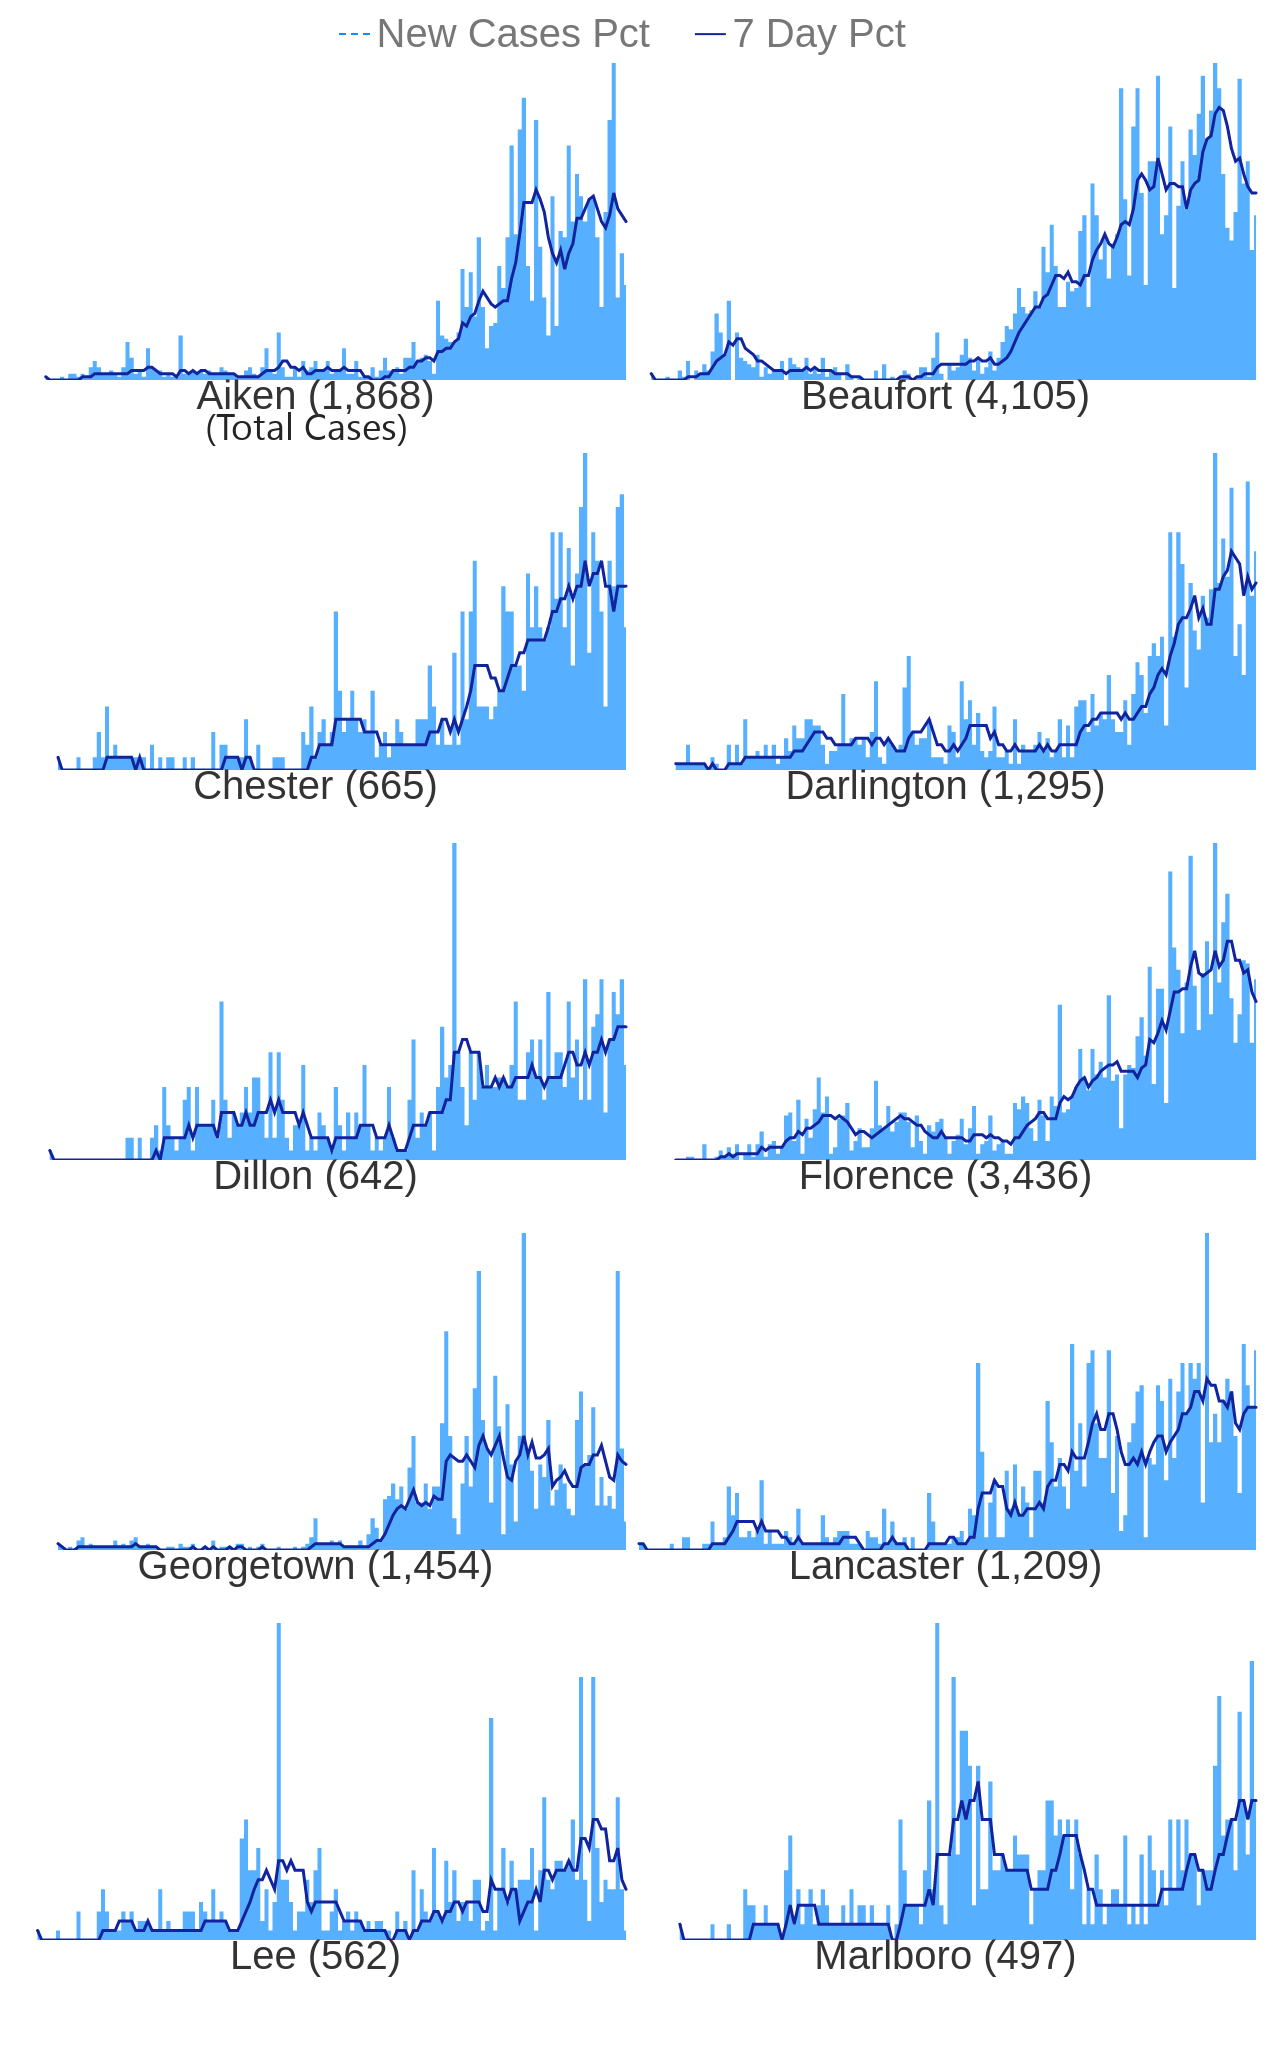 New Cases Pct 7 Day Pct
Aiken (1,868) Beaufort (4,105)
(Total Cases)
Chester (665) Darlington (1,295)
Dillon (642) Florence (3,436)
Georgetown (1,454) Lancaster (1,209)
Lee (562) Marlboro (497)